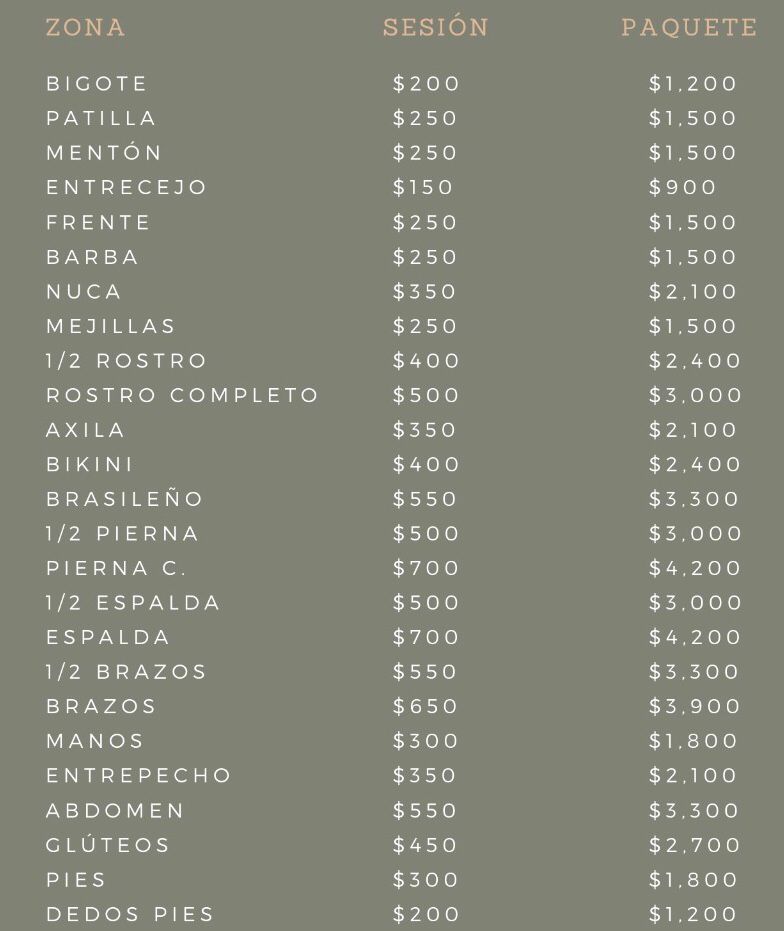 ZONA SESIÓN PAQUETE
BIGOTE $200 $1,200
PATILLA $250 $1,500
MENTÓN $250 $1,500
ENTRECEJO $150 $900
FRENTE $250 $1,500
BARBA $250 $1,500
NUCA $350 $2,100
MEJILLAS $250 $1,500
1/2 ROSTRO $400 $2,400
ROSTRO COMPLETO $500 $3,000
AXILA $350 $2,100
BIKINI $400 $2,400
BRASILEÑO $550 $3,300
1/2 PIERNA $500 $3,000
PIERNA C. $700 $4,200
1/2 ESPALDA $500 $3,000
ESPALDA $700 $4,200
1/2 BRAZOS $550 $3,300
BRAZOS $650 $3,900
MANOS $300 $1,800
ENTREPECHO $350 $2,100
ABDOMEN $550 $3,300
GLÚTEOS $450 $2,700
PIES $300 $1,800
DEDOS PIES $200 $1,200